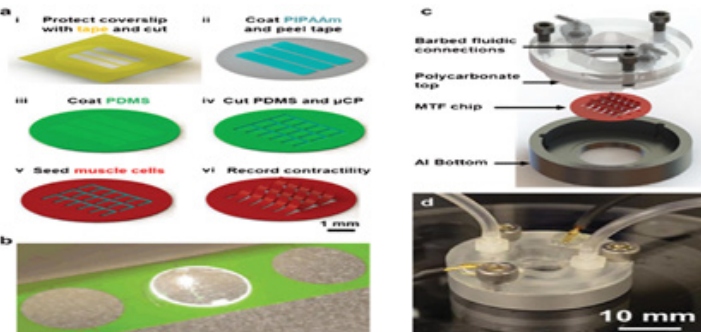 a
i Protect coverslip
with tape and cut
ii Coat PIPAAm
and peel tape
iii Coat PDMS
iv Cut PDMS and µCP
v Seed muscle cells
vi Record contractility
1 mm
b
c
Barbed fluidic
connections
Polycarbonate
top
MTF chip
Al Bottom
d
10 mm